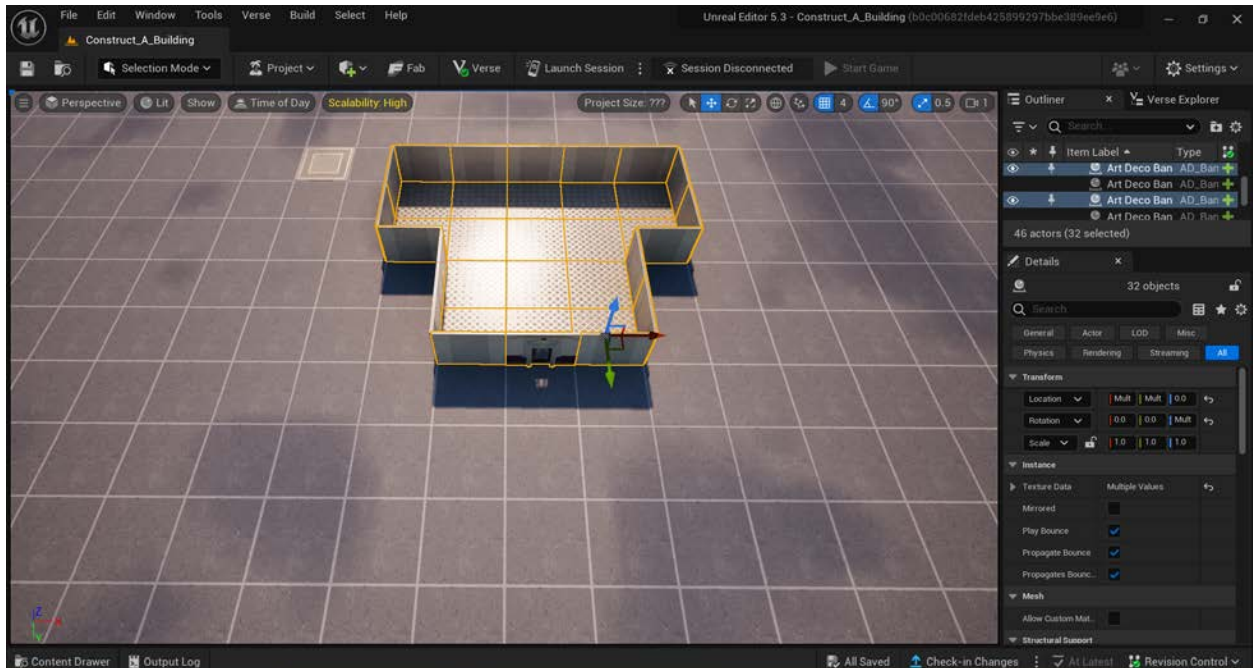 File Edit Window Tools Verse Build Select Help
Unreal Editor 5.3 - Construct_A_Building (b0c00682fdeb425899297bbe389ee9e6)
Construct_A_Building
Selection Mode
Project
Fab
Verse
Launch Session
Session Disconnected
Start Game
Settings
Perspective
Lit
Show
Time of Day
Scalability: High
Project Size: ???
4
90°
0.5
1
Outliner
Verse Explorer
Search...
Item Label
Type
Art Deco Ban AD_Ban
Art Deco Ban AD_Ban
Art Deco Ban AD_Ban
Art Deco Ban AD_Ban
46 actors (32 selected)
Details
32 objects
Search
General Actor LOD Misc
Physics Rendering Streaming All
Transform
Location Mult Mult 0.0
Rotation 0.0 0.0 Mult
Scale 1.0 1.0 1.0
Instance
Texture Data Multiple Values
Mirrored
Play Bounce
Propagate Bounce
Propagates Bounc...
Mesh
Allow Custom Mat...
Structural Support
Z
Content Drawer
Output Log
All Saved
Check-in Changes
At Latest
Revision Control